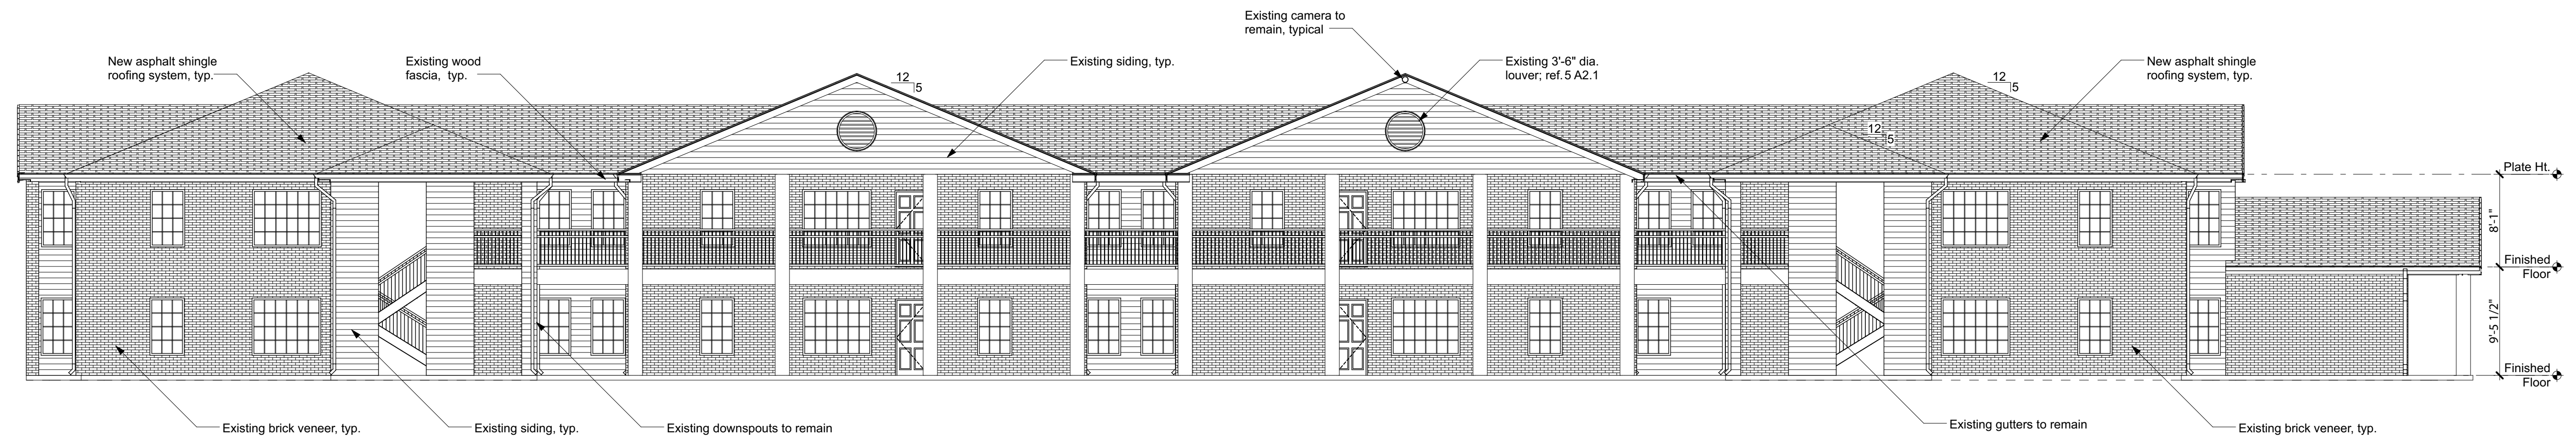 Existing camera to
remain, typical
New asphalt shingle
roofing system, typ.
Existing wood
fascia, typ.
Existing siding, typ.
Existing 3'-6" dia.
louver; ref. 5 A2.1
New asphalt shingle
roofing system, typ.
12
5
12
5
12
5
Plate Ht.
8'-1"
Finished
Floor
9'-5 1/2"
Finished
Floor
Existing brick veneer, typ.
Existing siding, typ.
Existing downspouts to remain
Existing gutters to remain
Existing brick veneer, typ.